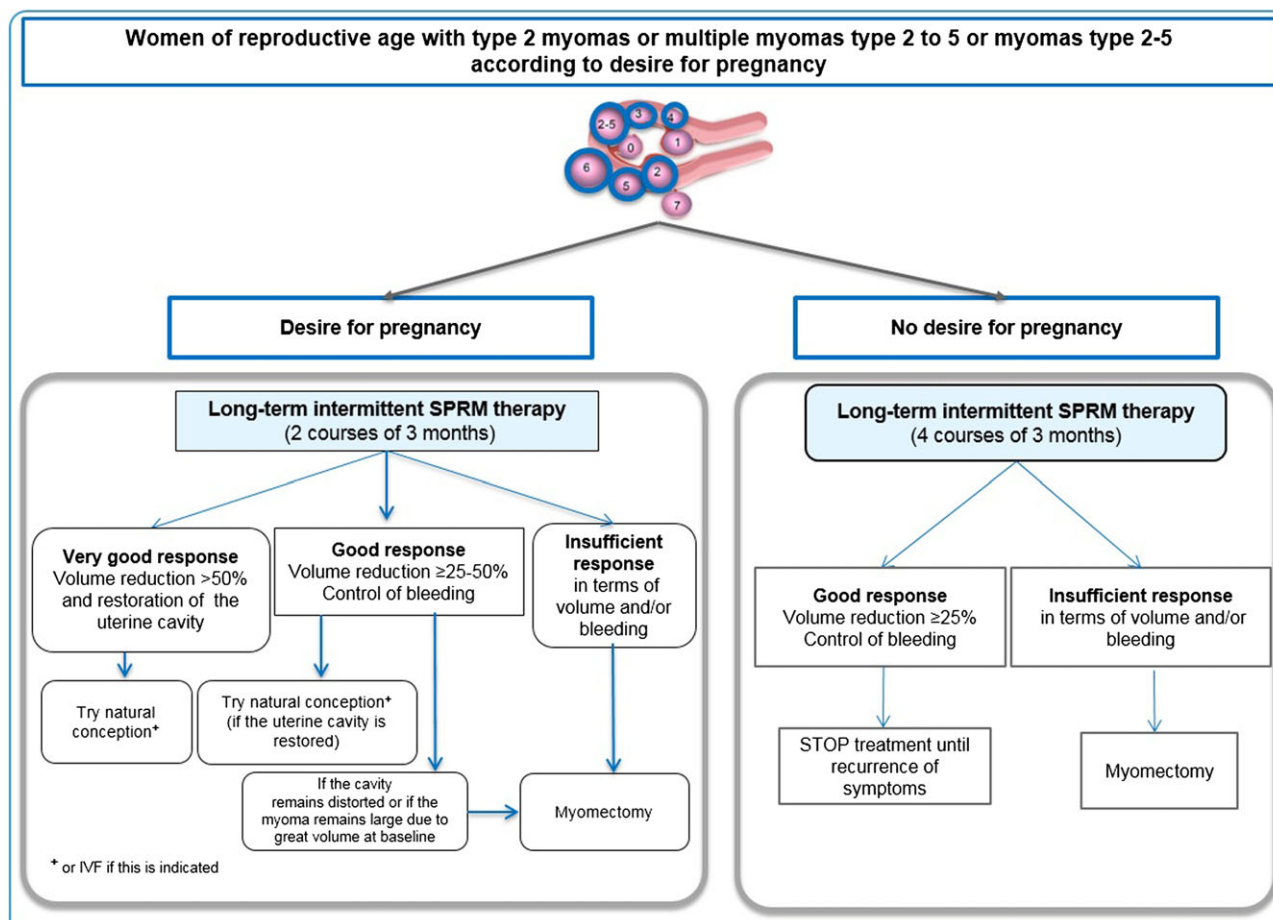 Women of reproductive age with type 2 myomas or multiple myomas type 2 to 5 or myomas type 2-5
according to desire for pregnancy
2-5
3
4
0
1
6
5
2
7
Desire for pregnancy
No desire for pregnancy
Long-term intermittent SPRM therapy
(2 courses of 3 months)
Very good response
Volume reduction >50%
and restoration of the
uterine cavity
Good response
Volume reduction ≥25-50%
Control of bleeding
Insufficient
response
in terms of
volume and/or
bleeding
Try natural
conception⁺
Try natural conception⁺
(if the uterine cavity is
restored)
If the cavity
remains distorted or if the
myoma remains large due to
great volume at baseline
Myomectomy
⁺ or IVF if this is indicated
Long-term intermittent SPRM therapy
(4 courses of 3 months)
Good response
Volume reduction ≥25%
Control of bleeding
Insufficient response
in terms of volume and/or
bleeding
STOP treatment until
recurrence of
symptoms
Myomectomy